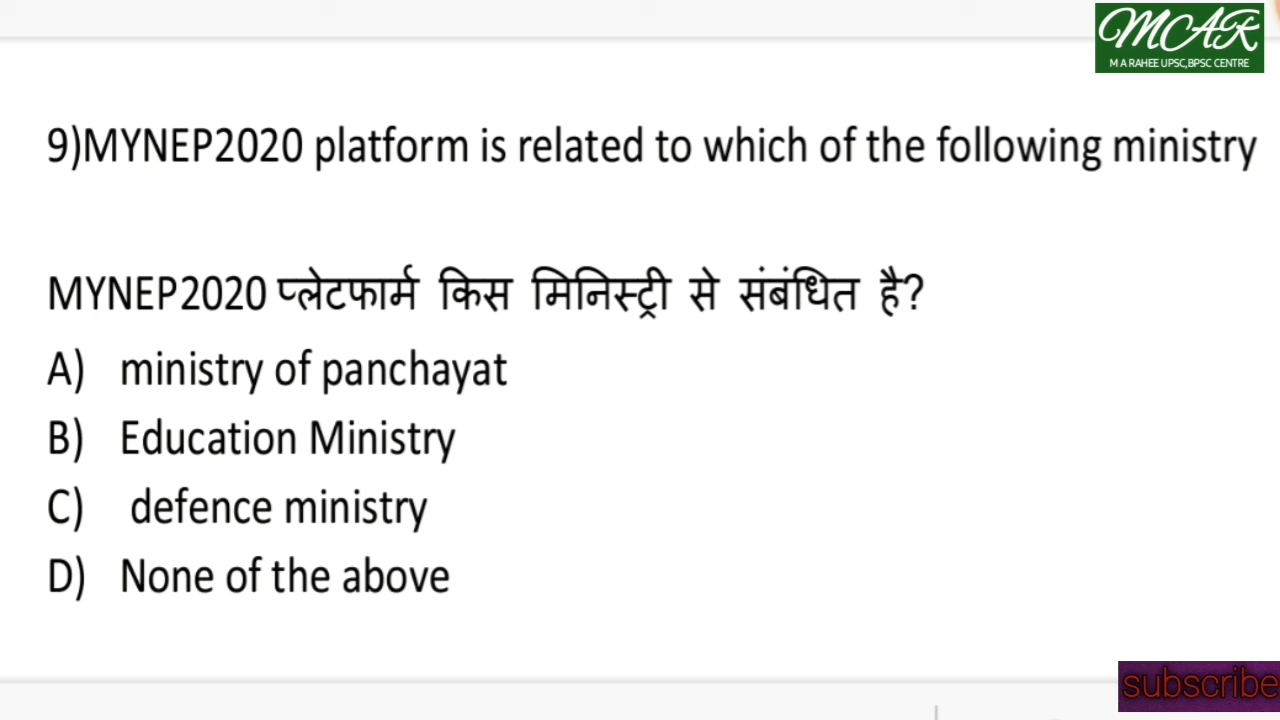 MCAR
M A RAHEE UPSC,BPSC CENTRE
9)MYNEP2020 platform is related to which of the following ministry
MYNEP2020 प्लेटफार्म किस मिनिस्ट्री से संबंधित है?
A) ministry of panchayat
B) Education Ministry
C) defence ministry
D) None of the above
subscribe